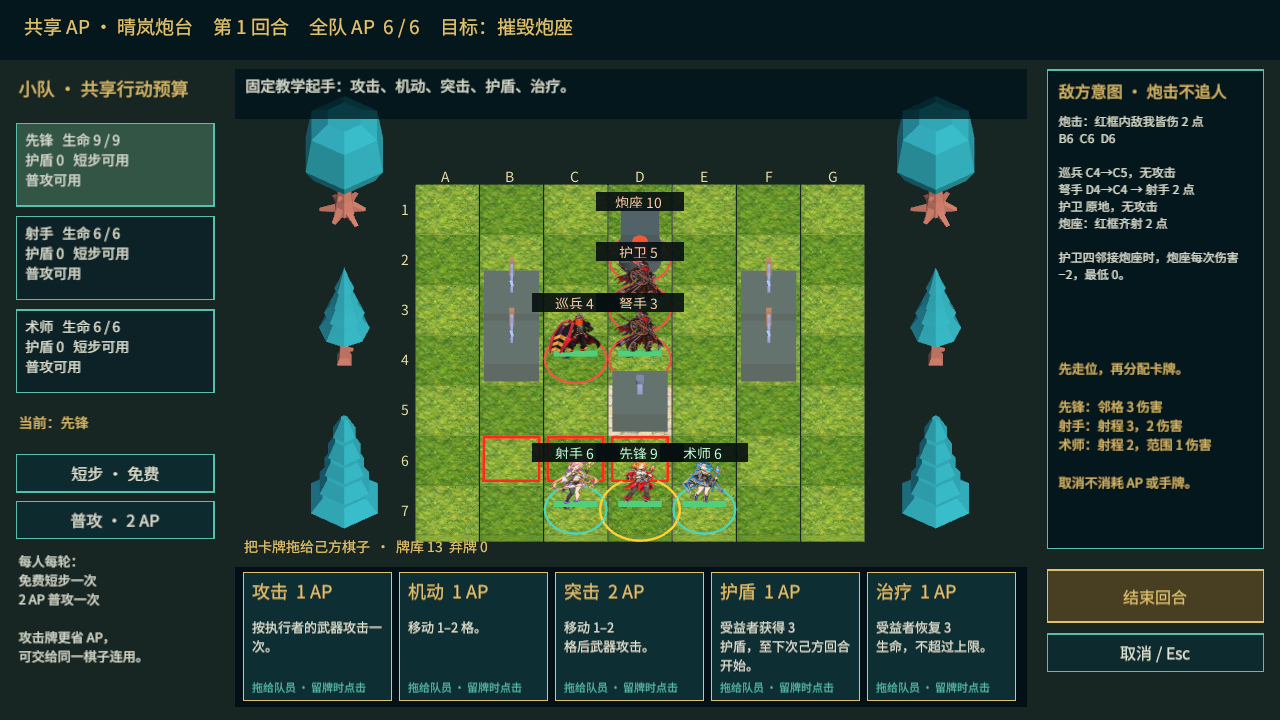 共享 AP · 晴岚炮台 第 1 回合 全队 AP 6 / 6 目标：摧毁炮座
小队 · 共享行动预算
先锋 生命 9 / 9
护盾 0 短步可用
普攻可用
射手 生命 6 / 6
护盾 0 短步可用
普攻可用
术师 生命 6 / 6
护盾 0 短步可用
普攻可用
当前：先锋
短步 · 免费
普攻 · 2 AP
每人每轮：
免费短步一次
2 AP 普攻一次
攻击牌更省 AP，
可交给同一棋子连用。
固定教学起手：攻击、机动、突击、护盾、治疗。
A B C D E F G
1
2
3
4
5
6
7
炮座 10
护卫 5
巡兵 4
弩手 3
射手 6
先锋 9
术师 6
把卡牌拖给己方棋子 · 牌库 13 弃牌 0
攻击 1 AP
按执行者的武器攻击一
次。
拖给队员 · 留牌时点击
机动 1 AP
移动 1–2 格。
拖给队员 · 留牌时点击
突击 2 AP
移动 1–2
格后武器攻击。
拖给队员 · 留牌时点击
护盾 1 AP
受益者获得 3
护盾，至下次己方回合
开始。
拖给队员 · 留牌时点击
治疗 1 AP
受益者恢复 3
生命，不超过上限。
拖给队员 · 留牌时点击
敌方意图 · 炮击不追人
炮击：红框内敌我皆伤 2 点
B6 C6 D6
巡兵 C4→C5，无攻击
弩手 D4→C4 → 射手 2 点
护卫 原地，无攻击
炮座：红框齐射 2 点
护卫四邻接炮座时，炮座每次伤害
−2，最低 0。
先走位，再分配卡牌。
先锋：邻格 3 伤害
射手：射程 3，2 伤害
术师：射程 2，范围 1 伤害
取消不消耗 AP 或手牌。
结束回合
取消 / Esc